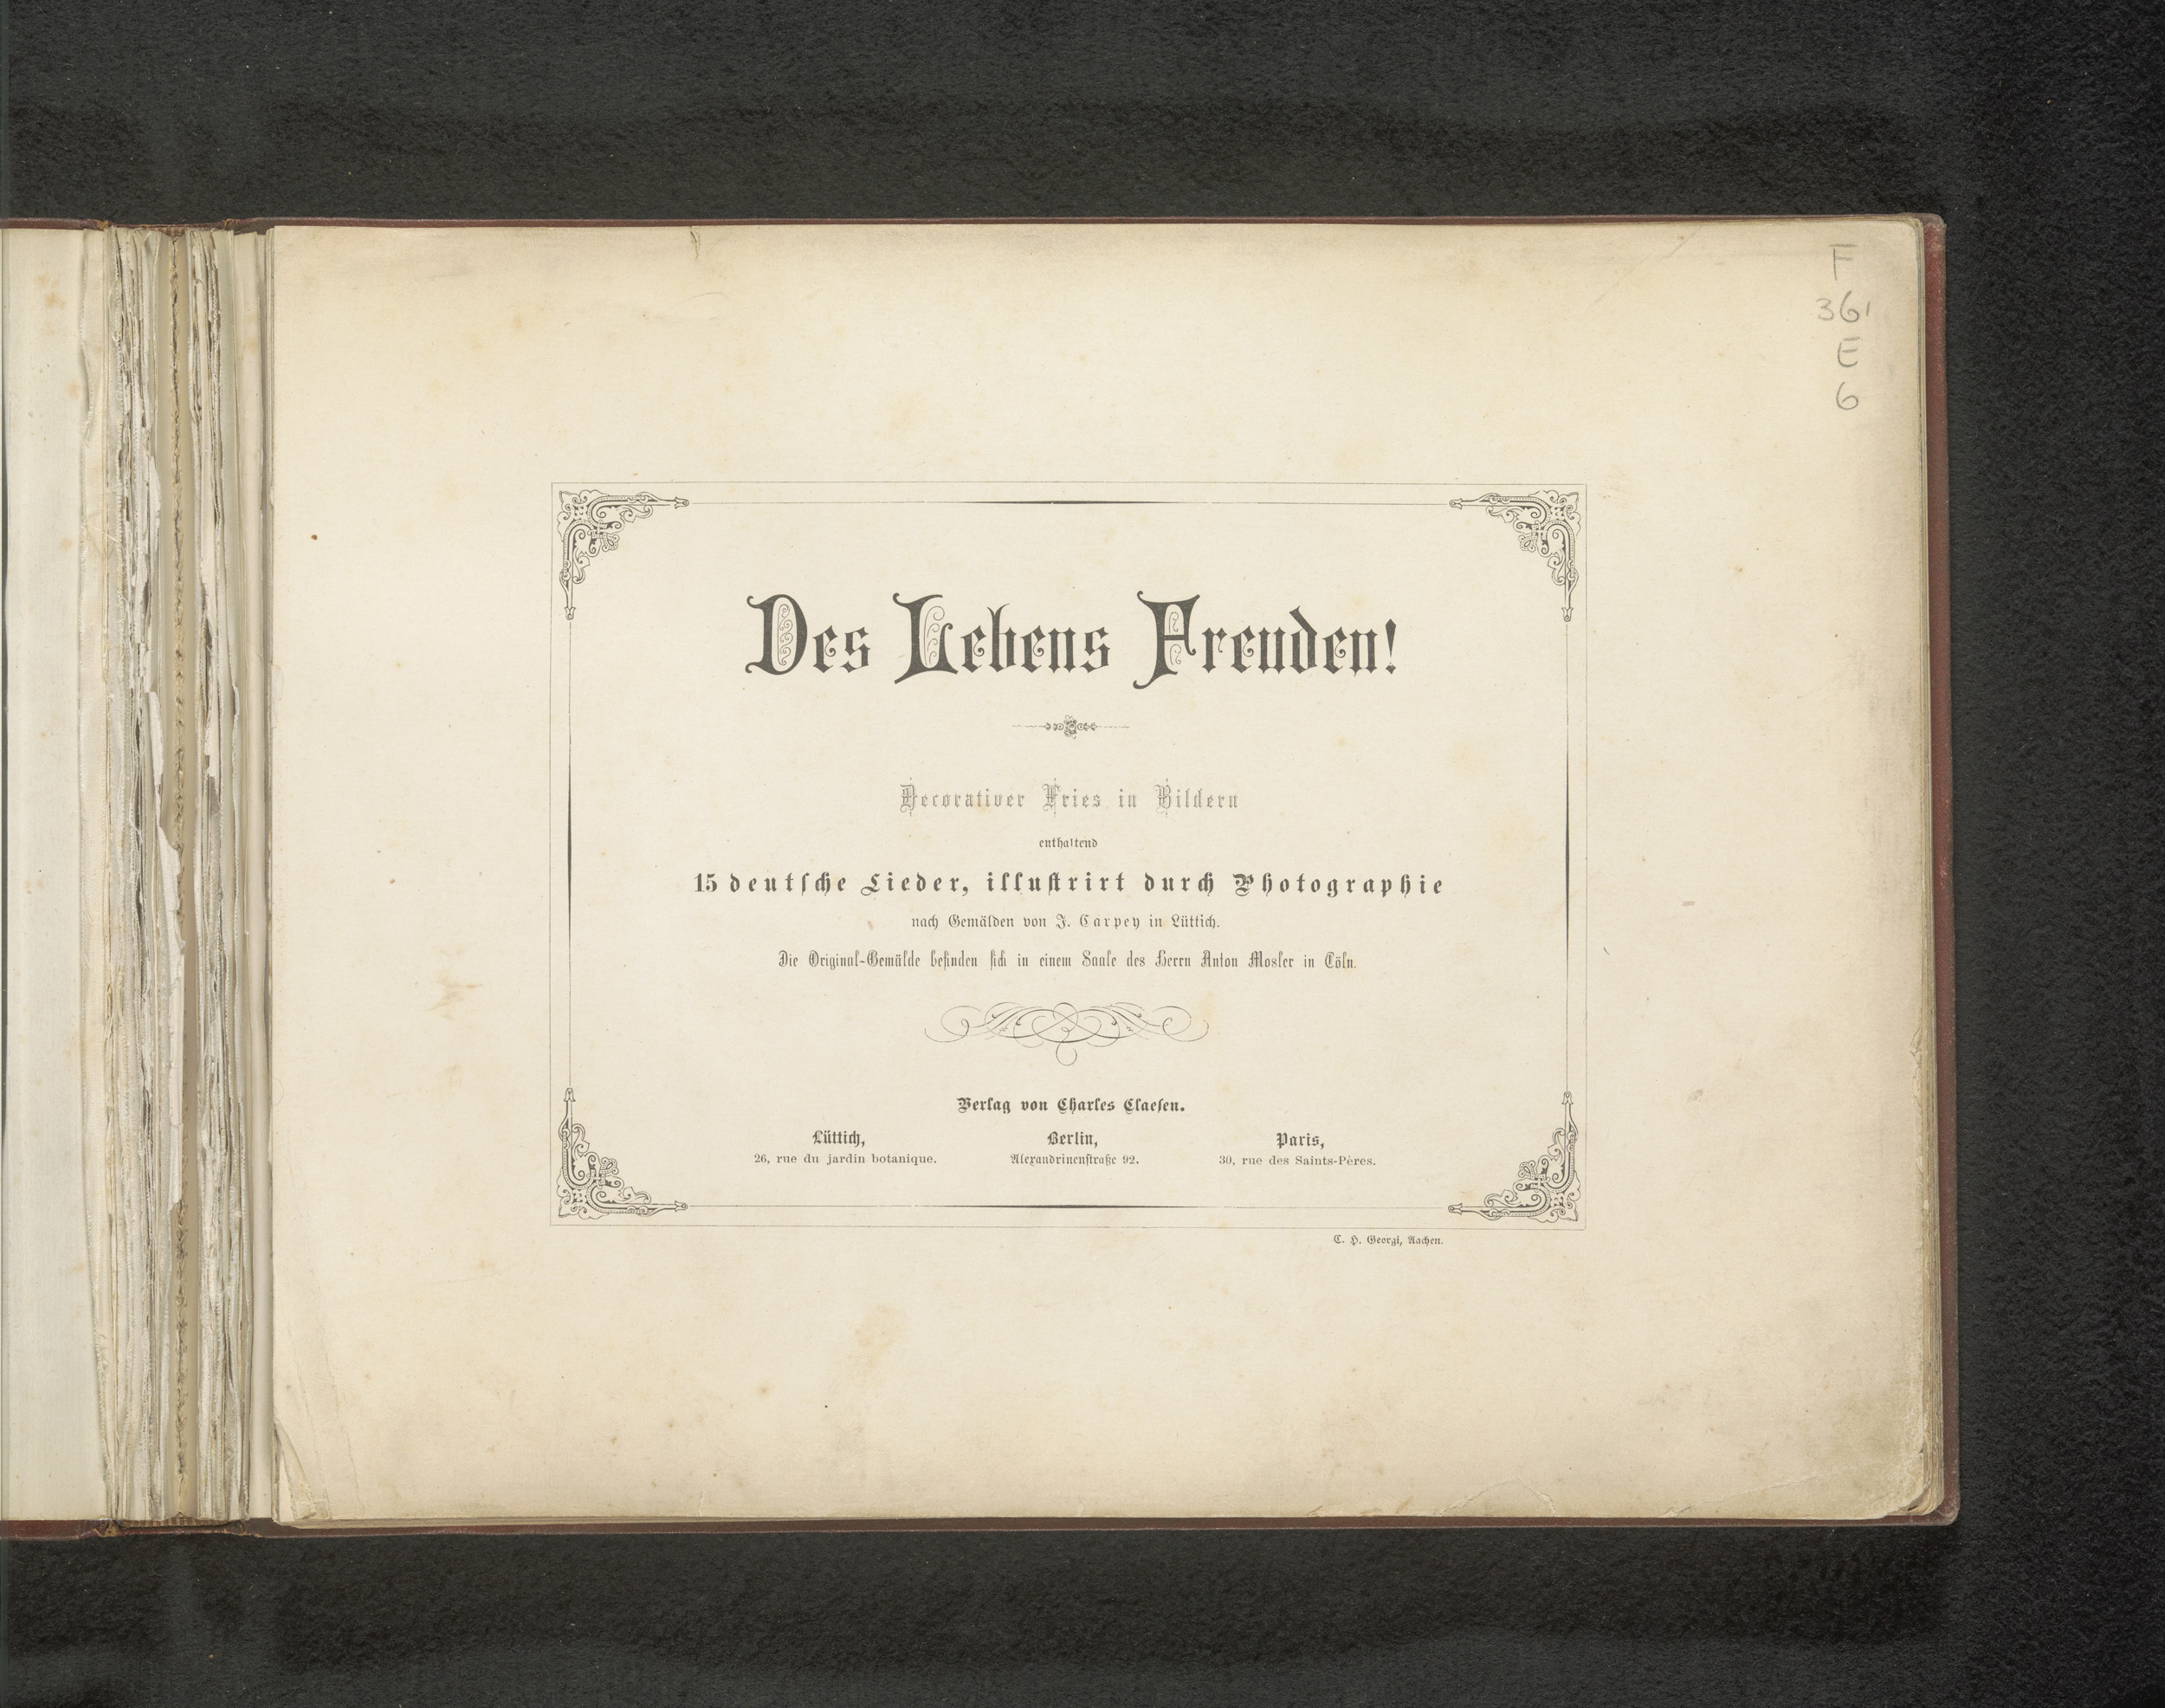 F
361
E
6
Des Lebens Freuden!
Decorativer Fries in Bildern
enthaltend
15 deutſche Lieder, illuſtrirt durch Photographie
nach Gemälden von J. Carpey in Lüttich.
Die Original-Gemälde befinden ſich in einem Saale des Herrn Anton Mosler in Cöln.
Verlag von Charles Claeſen.
Lüttich, Berlin, Paris,
26, rue du jardin botanique. Alexandrinenſtraße 92. 30, rue des Saints-Pères.
C. H. Georgi, Aachen.